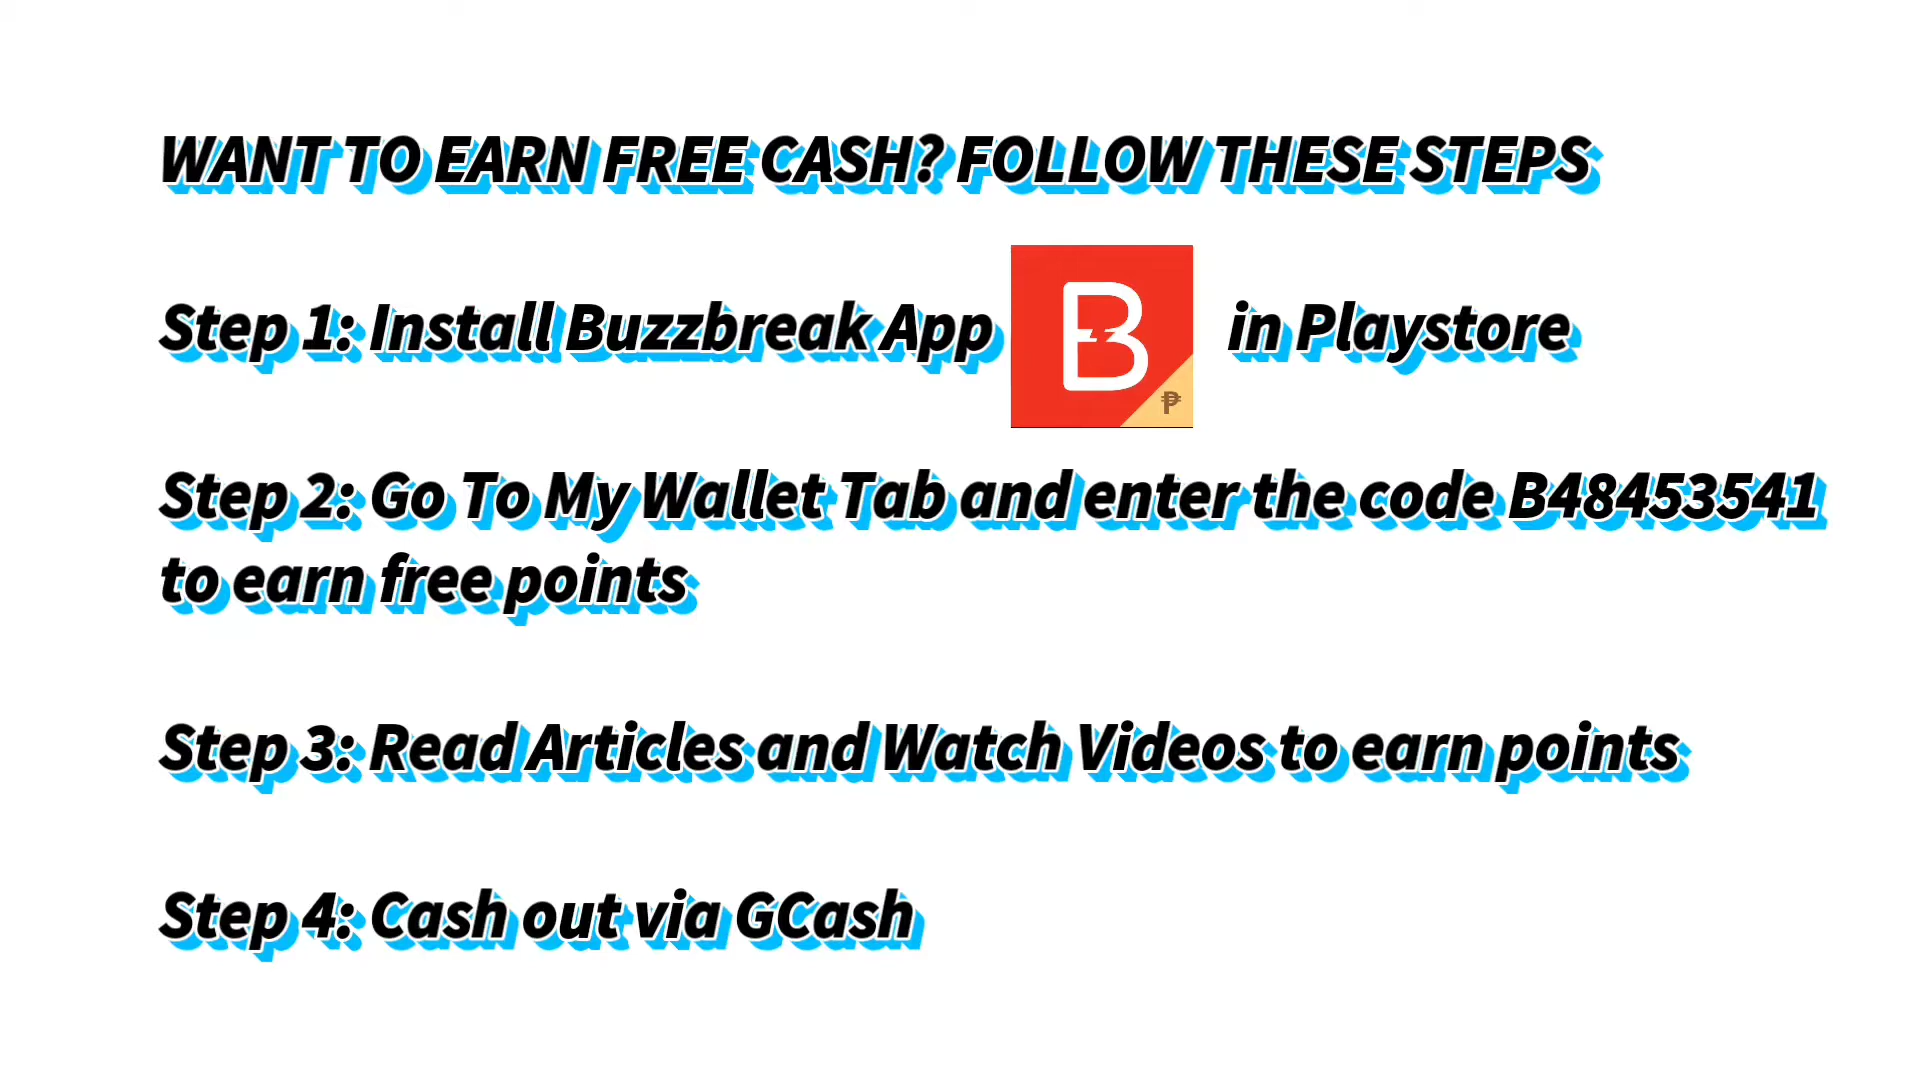 WANT TO EARN FREE CASH? FOLLOW THESE STEPS
Step 1: Install Buzzbreak App B ₱ in Playstore
Step 2: Go To My Wallet Tab and enter the code B48453541
to earn free points
Step 3: Read Articles and Watch Videos to earn points
Step 4: Cash out via GCash